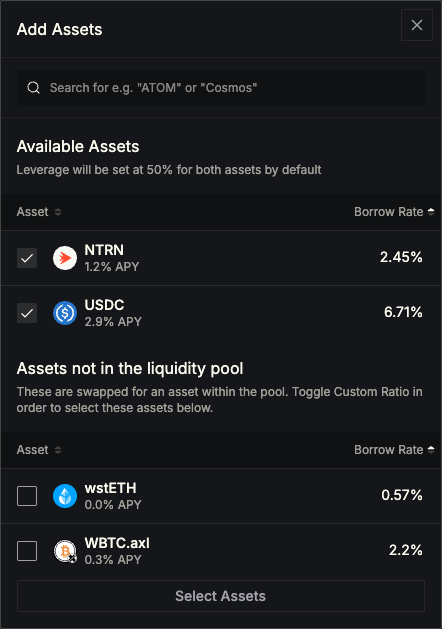 Add Assets
Search for e.g. "ATOM" or "Cosmos"
Available Assets
Leverage will be set at 50% for both assets by default
Asset Borrow Rate
NTRN 2.45%
1.2% APY
USDC 6.71%
2.9% APY
Assets not in the liquidity pool
These are swapped for an asset within the pool. Toggle Custom Ratio in
order to select these assets below.
Asset Borrow Rate
wstETH 0.57%
0.0% APY
WBTC.axl 2.2%
0.3% APY
Select Assets